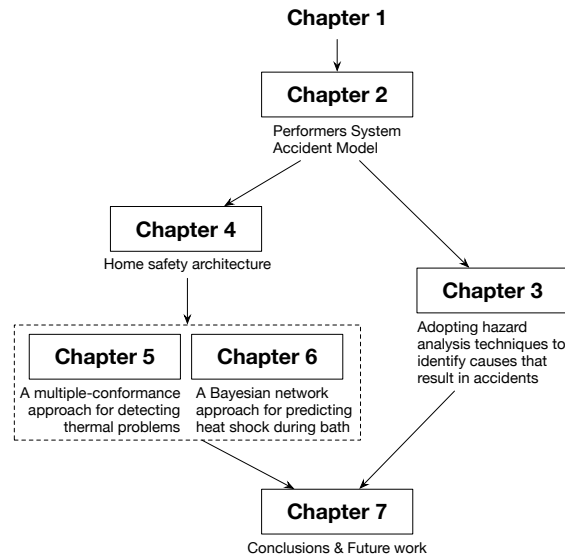 Chapter 1
Chapter 2
Performers System
Accident Model
Chapter 4
Home safety architecture
Chapter 3
Adopting hazard
analysis techniques to
identify causes that
result in accidents
Chapter 5
A multiple-conformance
approach for detecting
thermal problems
Chapter 6
A Bayesian network
approach for predicting
heat shock during bath
Chapter 7
Conclusions & Future work